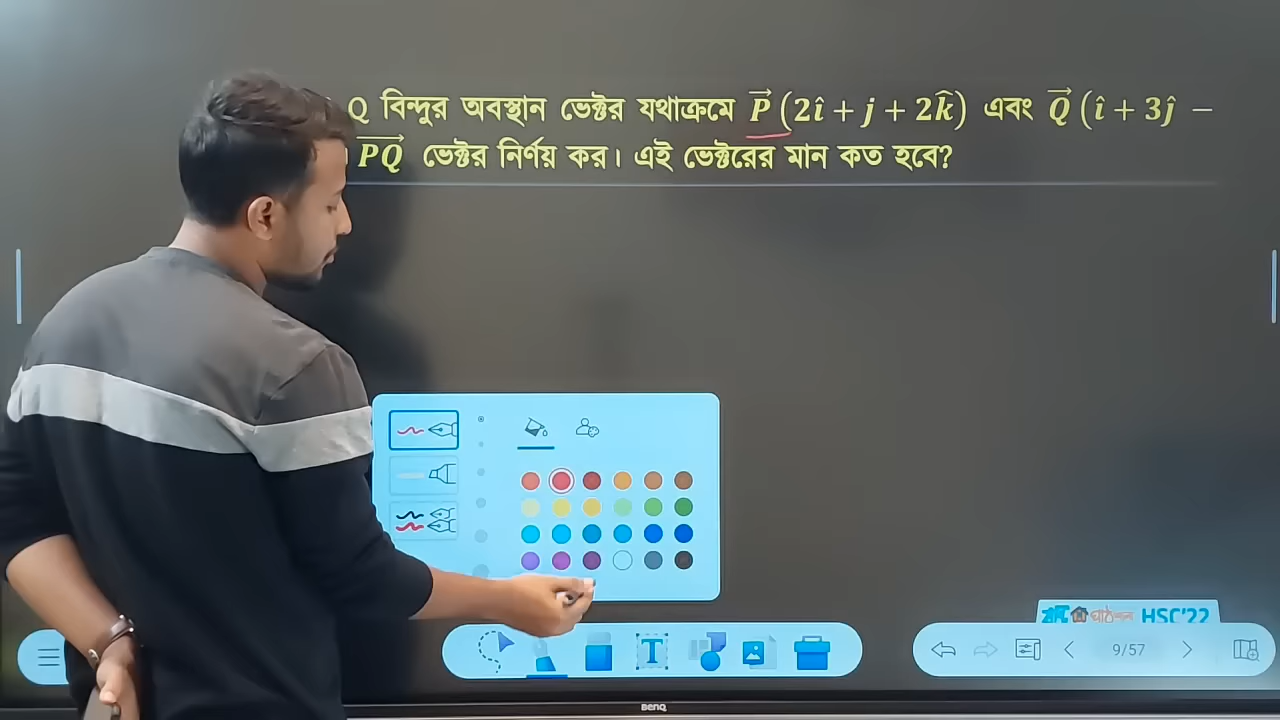 Q বিন্দুর অবস্থান ভেক্টর যথাক্রমে P⃗ (2î + j + 2k̂) এবং Q⃗ (î + 3ĵ −
PQ⃗ ভেক্টর নির্ণয় কর। এই ভেক্টরের মান কত হবে?
HSC'22
T
9/57
BENQ